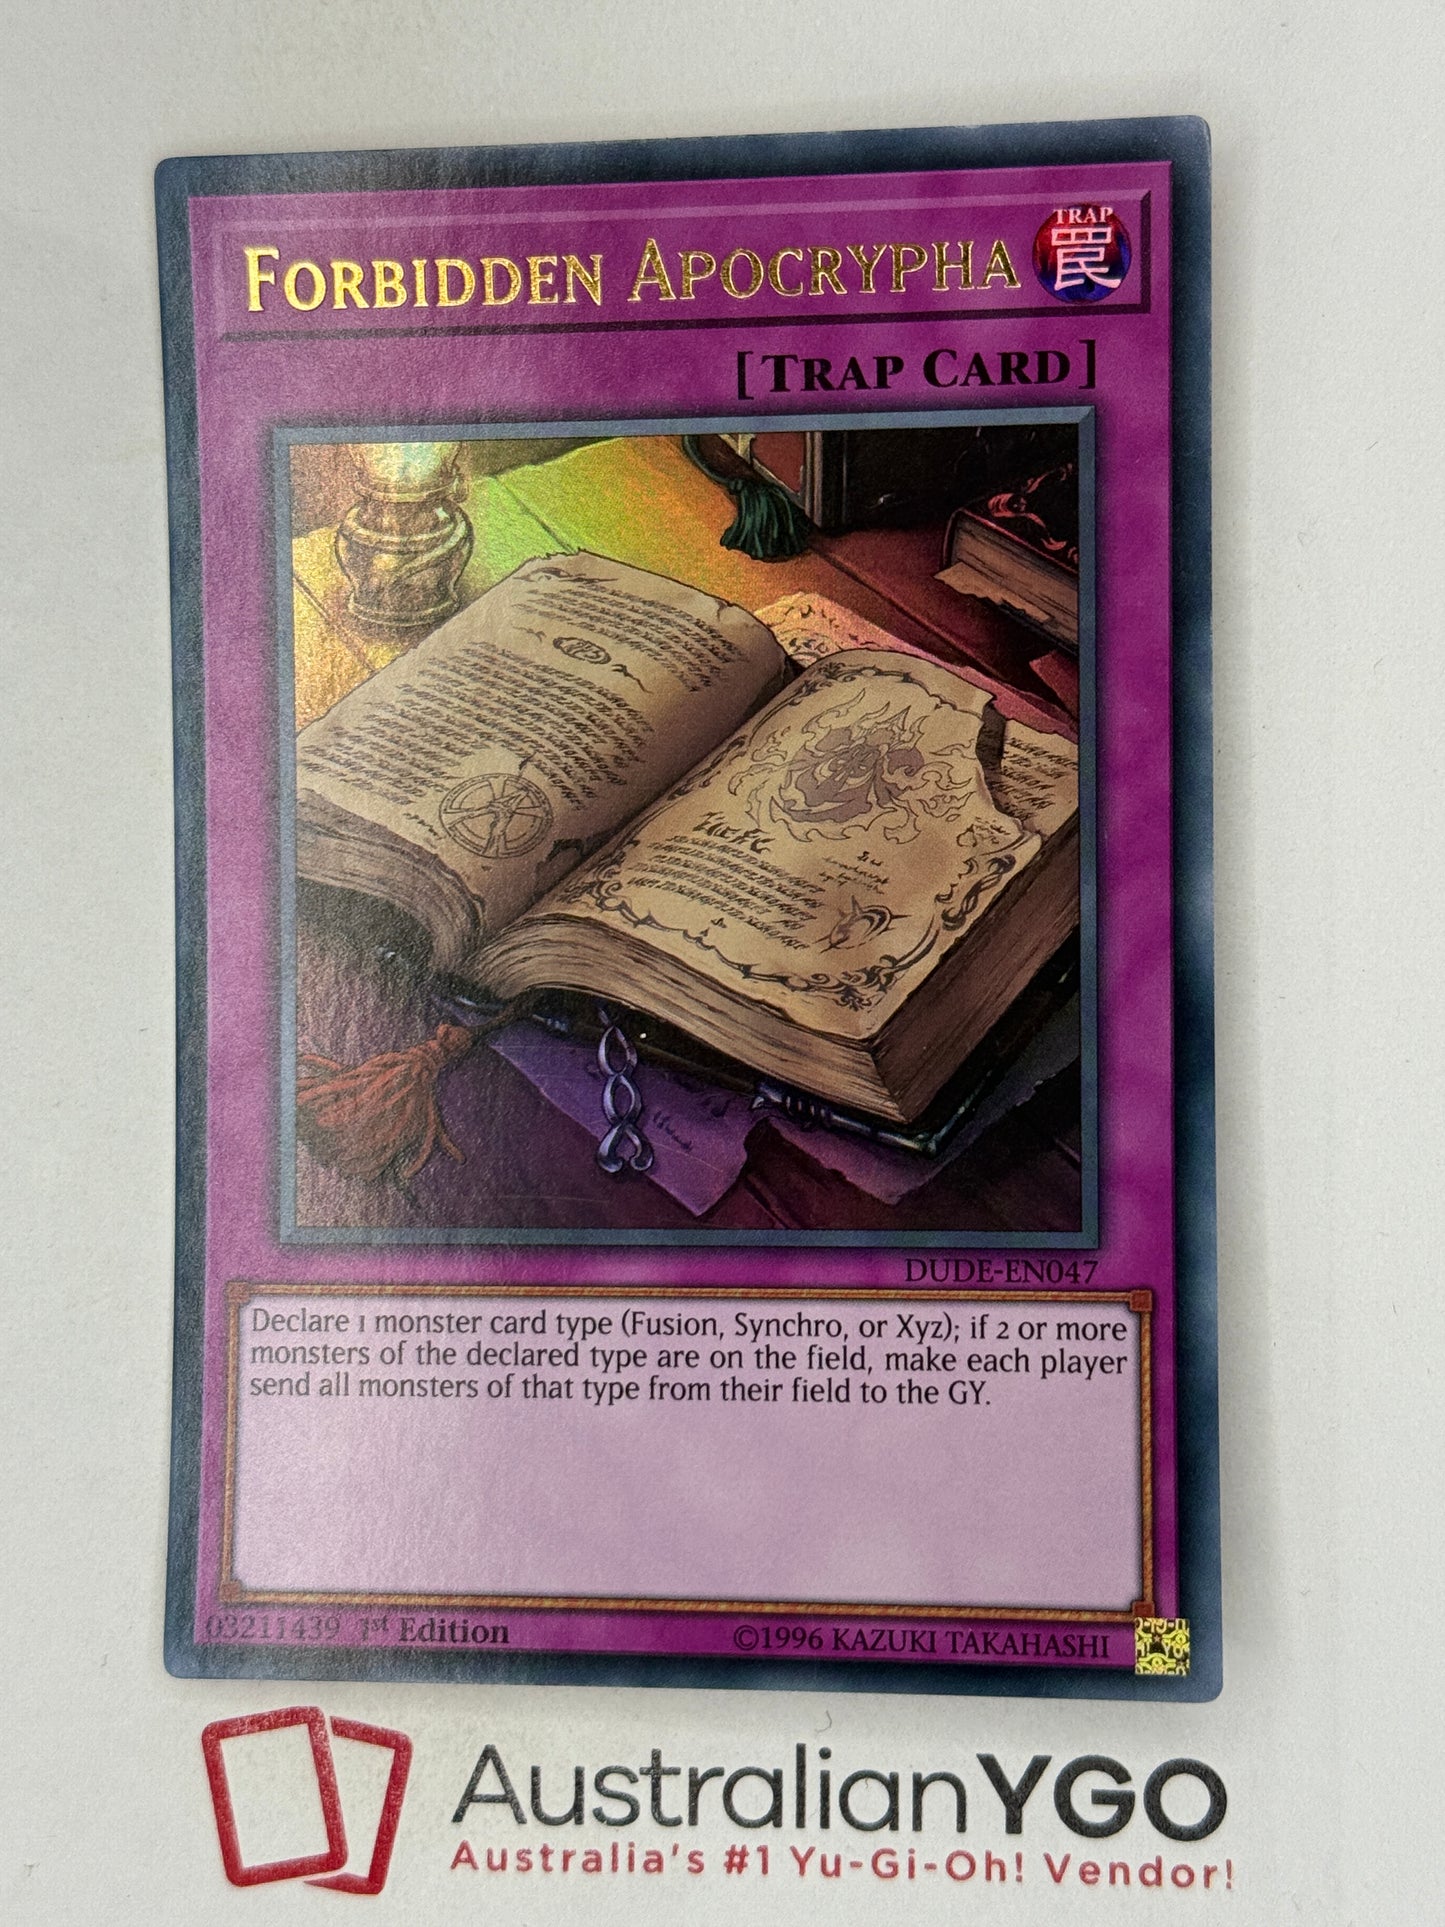 FORBIDDEN APOCRYPHA
TRAP
罠
[TRAP CARD]
DUDE-EN047
Declare 1 monster card type (Fusion, Synchro, or Xyz); if 2 or more
monsters of the declared type are on the field, make each player
send all monsters of that type from their field to the GY.
03211439 1st Edition
©1996 KAZUKI TAKAHASHI
AustralianYGO
Australia's #1 Yu-Gi-Oh! Vendor!